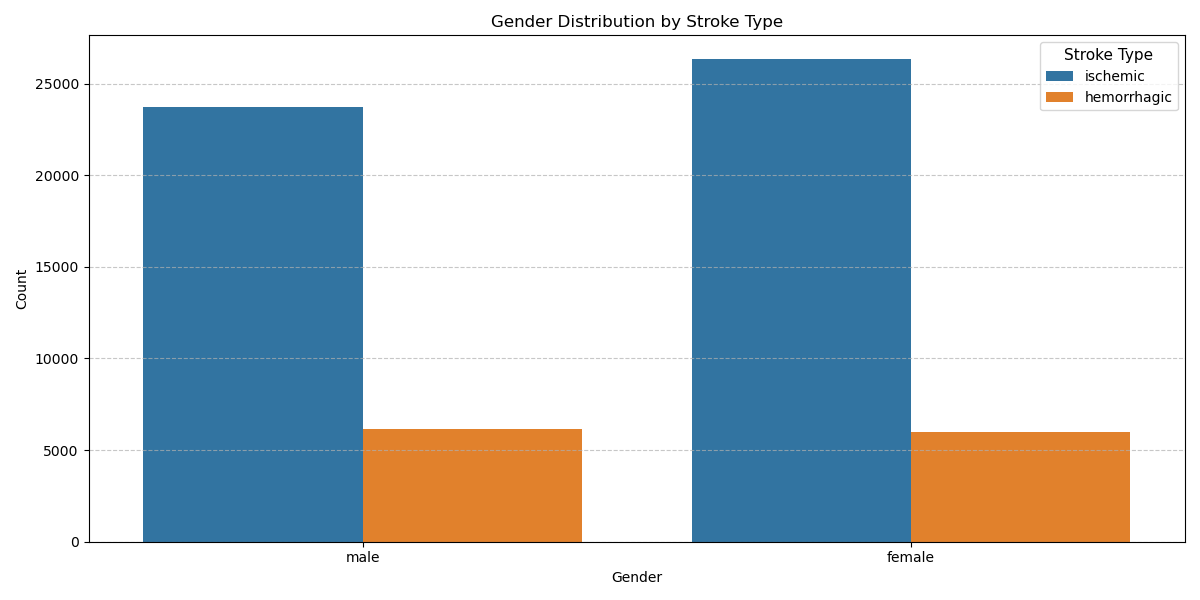 Gender Distribution by Stroke Type
Stroke Type
ischemic
hemorrhagic
Count
25000
20000
15000
10000
5000
0
male female
Gender